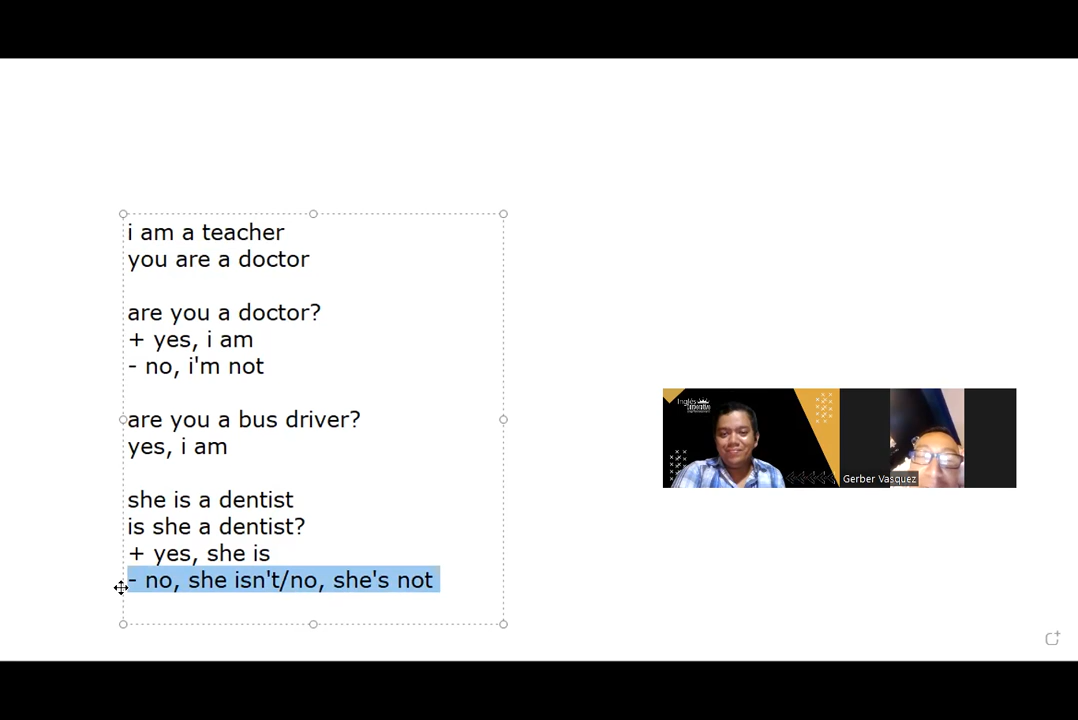 i am a teacher
you are a doctor
are you a doctor?
+ yes, i am
- no, i'm not
are you a bus driver?
yes, i am
she is a dentist
is she a dentist?
+ yes, she is
- no, she isn't/no, she's not
Inglés
Gerber Vasquez